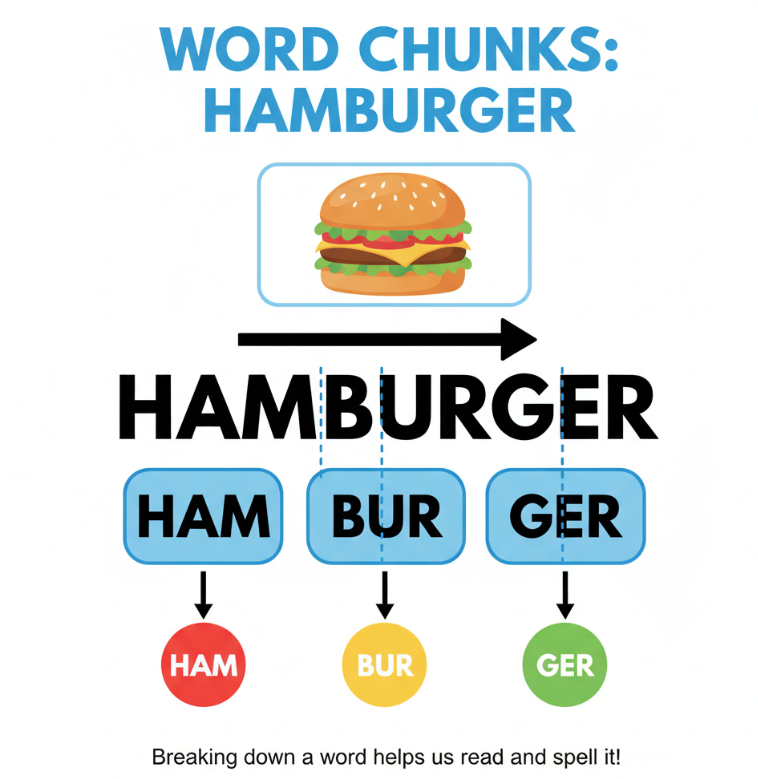 WORD CHUNKS:
HAMBURGER
HAMBURGER
HAM BUR GER
HAM BUR GER
Breaking down a word helps us read and spell it!